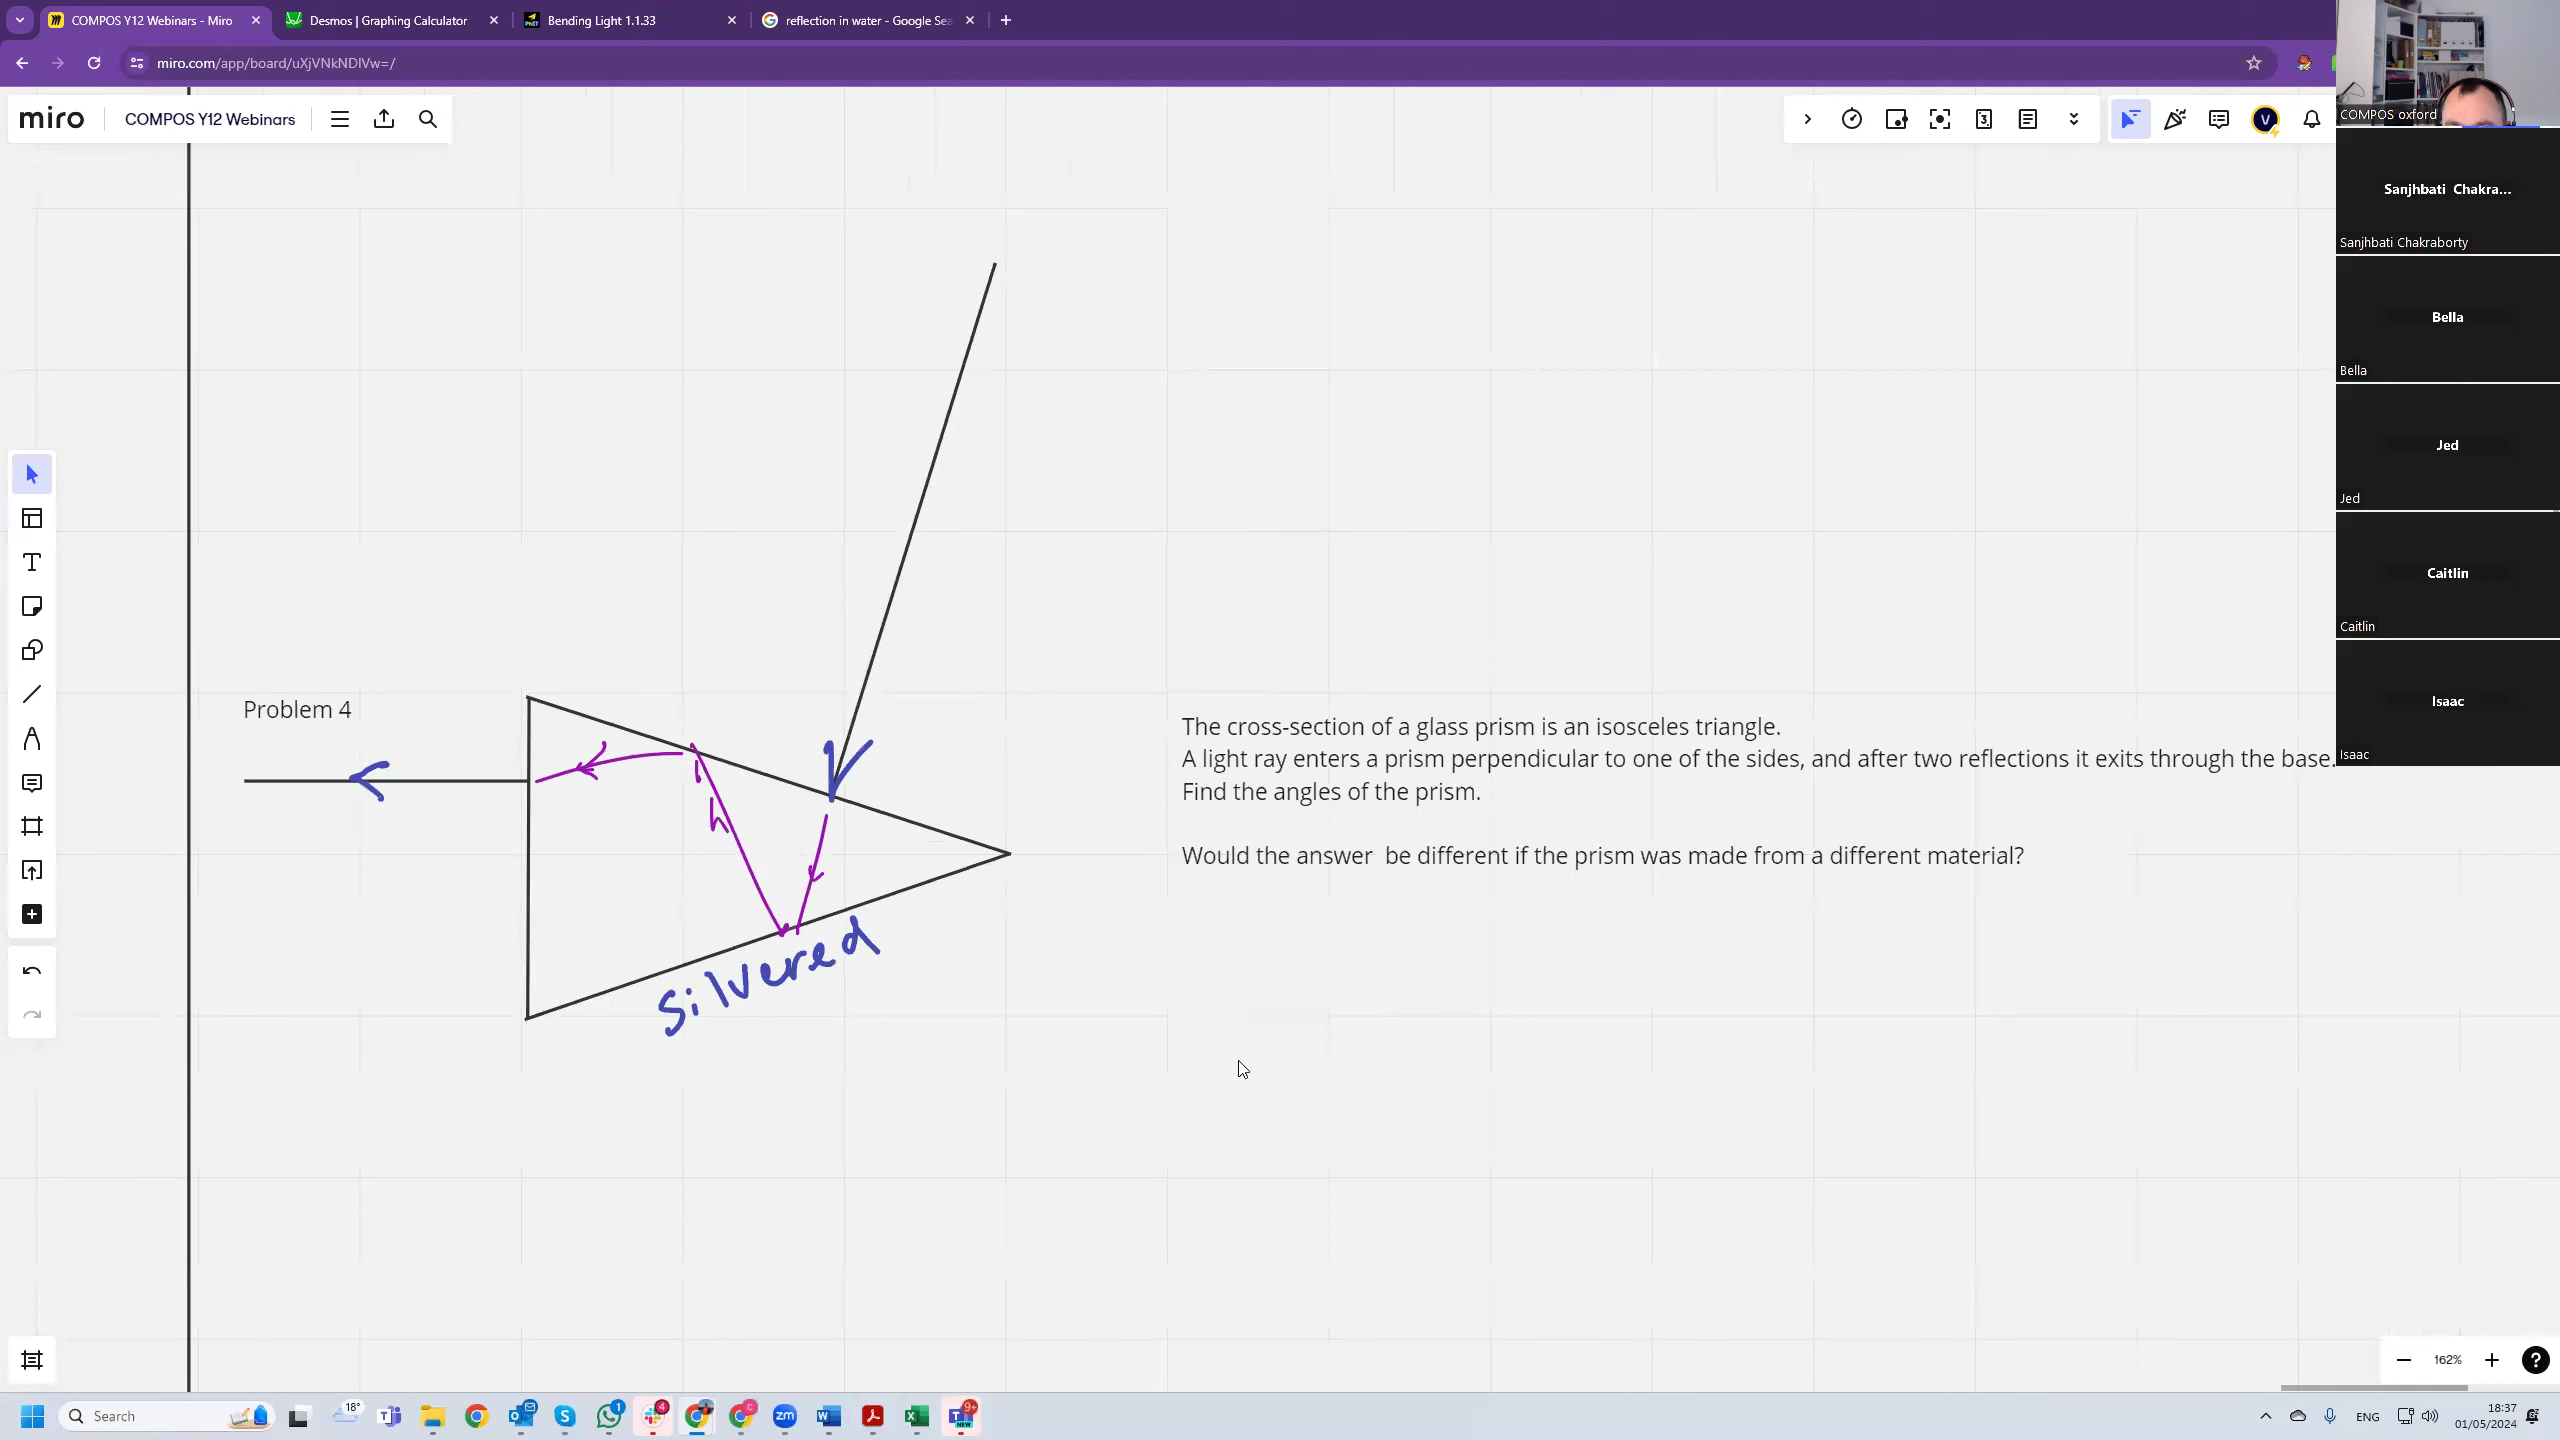 COMPOS Y12 Webinars - Miro
Desmos | Graphing Calculator
Bending Light 1.1.33
reflection in water - Google Sea
miro.com/app/board/uXjVNkNDIVw=/
miro
COMPOS Y12 Webinars
V
COMPOS oxford
Sanjhbati Chakra...
Sanjhbati Chakraborty
Bella
Bella
Jed
Jed
Caitlin
Caitlin
Isaac
Isaac
Problem 4
The cross-section of a glass prism is an isosceles triangle.
A light ray enters a prism perpendicular to one of the sides, and after two reflections it exits through the base.
Find the angles of the prism.
Would the answer be different if the prism was made from a different material?
Silvered
162%
Search
18°
1
4
9+
ENG
18:37
01/05/2024